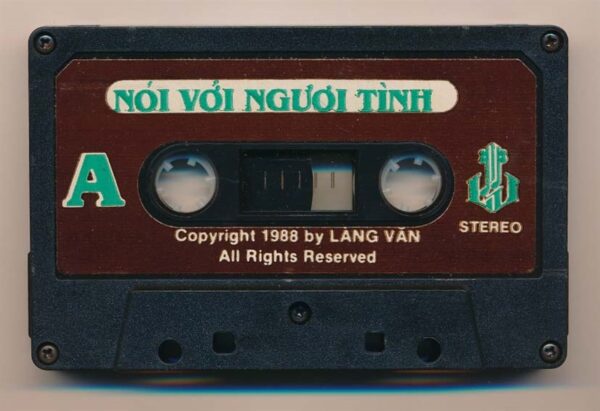 NÓI VỚI NGƯỜI TÌNH
A
STEREO
Copyright 1988 by LÀNG VĂN
All Rights Reserved